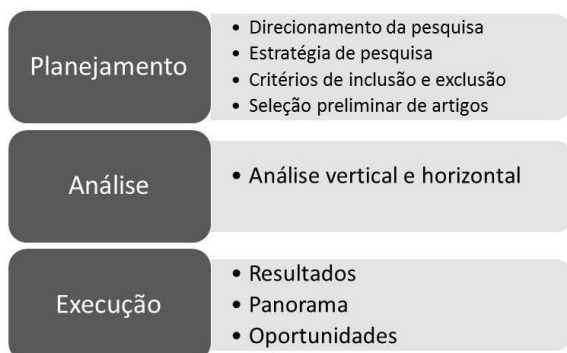 Planejamento
• Direcionamento da pesquisa
• Estratégia de pesquisa
• Critérios de inclusão e exclusão
• Seleção preliminar de artigos
Análise
• Análise vertical e horizontal
Execução
• Resultados
• Panorama
• Oportunidades